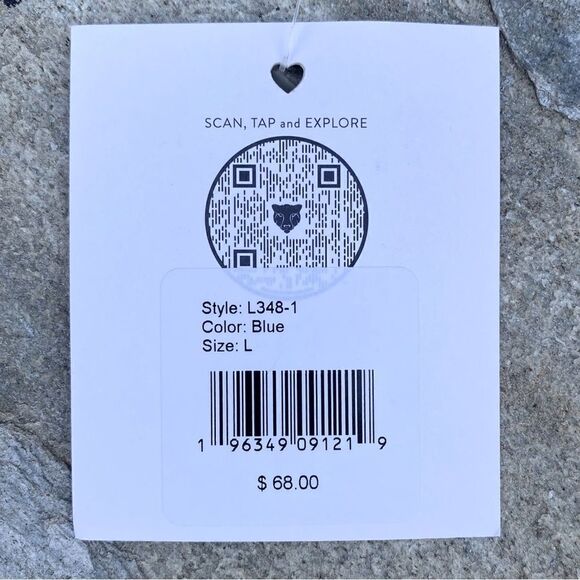 SCAN, TAP and EXPLORE
Style: L348-1
Color: Blue
Size: L
1 96349 09121 9
$ 68.00